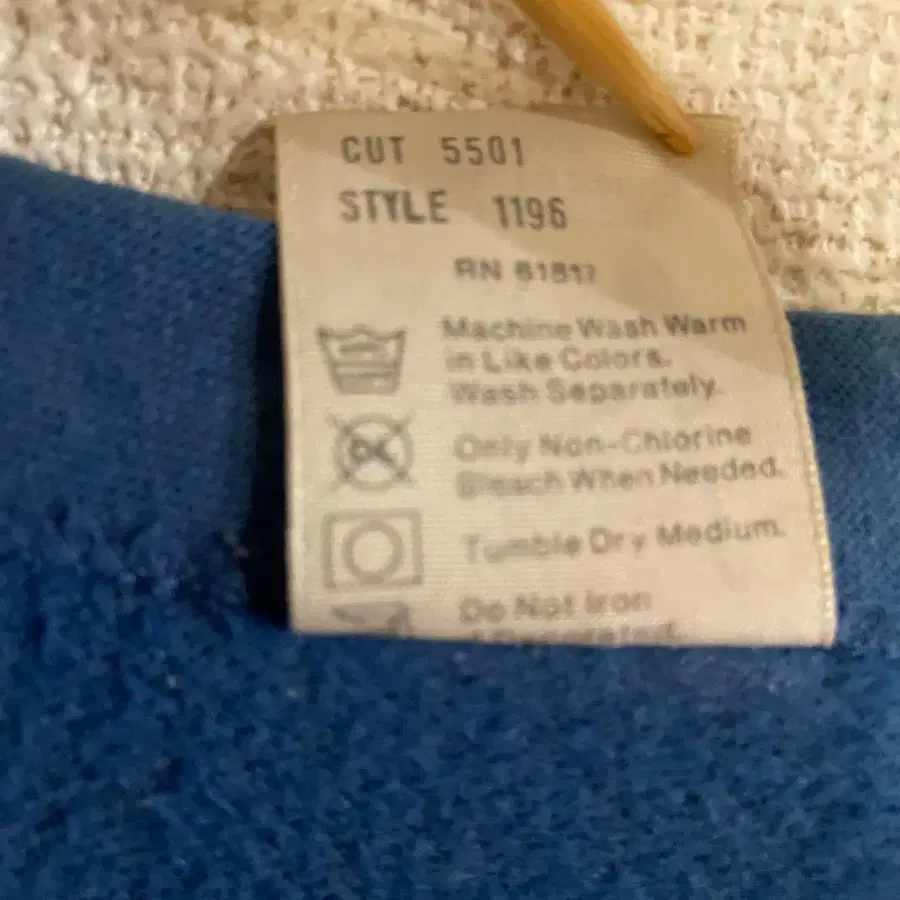 CUT 5501
STYLE 1196
RN 61817
Machine Wash Warm
in Like Colors.
Wash Separately.
Only Non-Chlorine
Bleach When Needed.
Tumble Dry Medium.
Do Not Iron